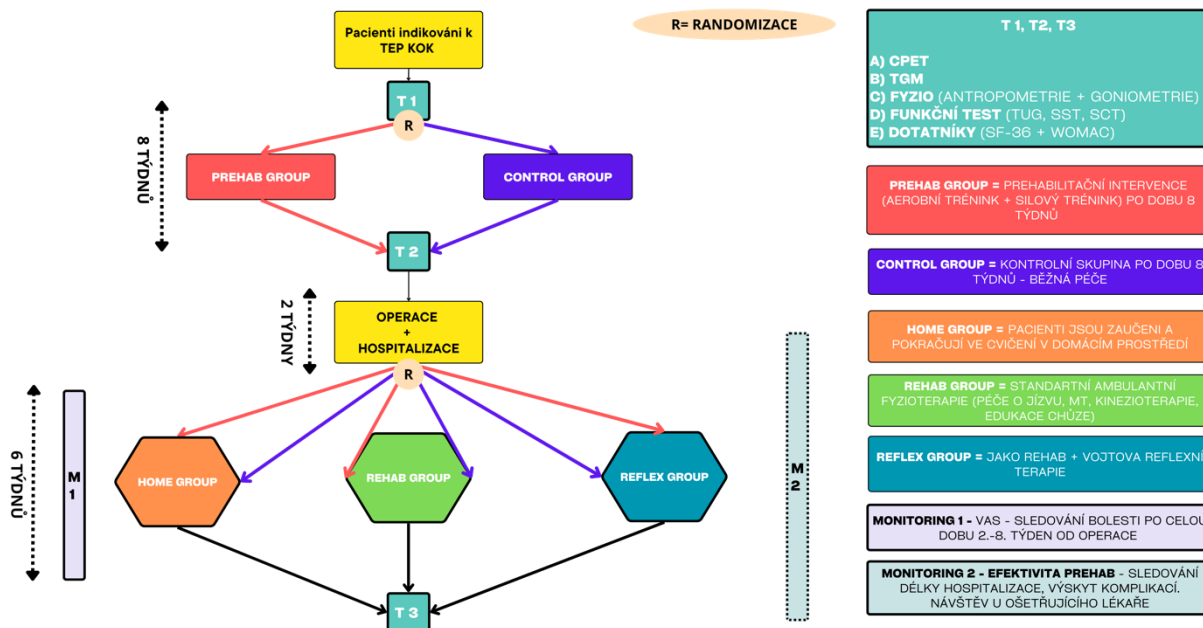 Pacienti indikováni k
TEP KOK
R= RANDOMIZACE
T 1
R
8 TÝDNŮ
PREHAB GROUP
CONTROL GROUP
T 2
2 TÝDNY
OPERACE
+
HOSPITALIZACE
R
6 TÝDNŮ
M 1
HOME GROUP
REHAB GROUP
REFLEX GROUP
M 2
T 3
T 1, T2, T3
A) CPET
B) TGM
C) FYZIO (ANTROPOMETRIE + GONIOMETRIE)
D) FUNKČNÍ TEST (TUG, SST, SCT)
E) DOTATNÍKY (SF-36 + WOMAC)
PREHAB GROUP = PREHABILITAČNÍ INTERVENCE
(AEROBNÍ TRÉNINK + SILOVÝ TRÉNINK) PO DOBU 8
TÝDNŮ
CONTROL GROUP = KONTROLNÍ SKUPINA PO DOBU 8
TÝDNŮ - BĚŽNÁ PÉČE
HOME GROUP = PACIENTI JSOU ZAUČENI A
POKRAČUJÍ VE CVIČENÍ V DOMÁCÍM PROSTŘEDÍ
REHAB GROUP = STANDARTNÍ AMBULANTNÍ
FYZIOTERAPIE (PÉČE O JÍZVU, MT, KINEZIOTERAPIE,
EDUKACE CHŮZE)
REFLEX GROUP = JAKO REHAB + VOJTOVA REFLEXNÍ
TERAPIE
MONITORING 1 - VAS - SLEDOVÁNÍ BOLESTI PO CELOU
DOBU 2.-8. TÝDEN OD OPERACE
MONITORING 2 - EFEKTIVITA PREHAB - SLEDOVÁNÍ
DÉLKY HOSPITALIZACE, VÝSKYT KOMPLIKACÍ.
NÁVŠTĚV U OŠETŘUJÍCÍHO LÉKAŘE